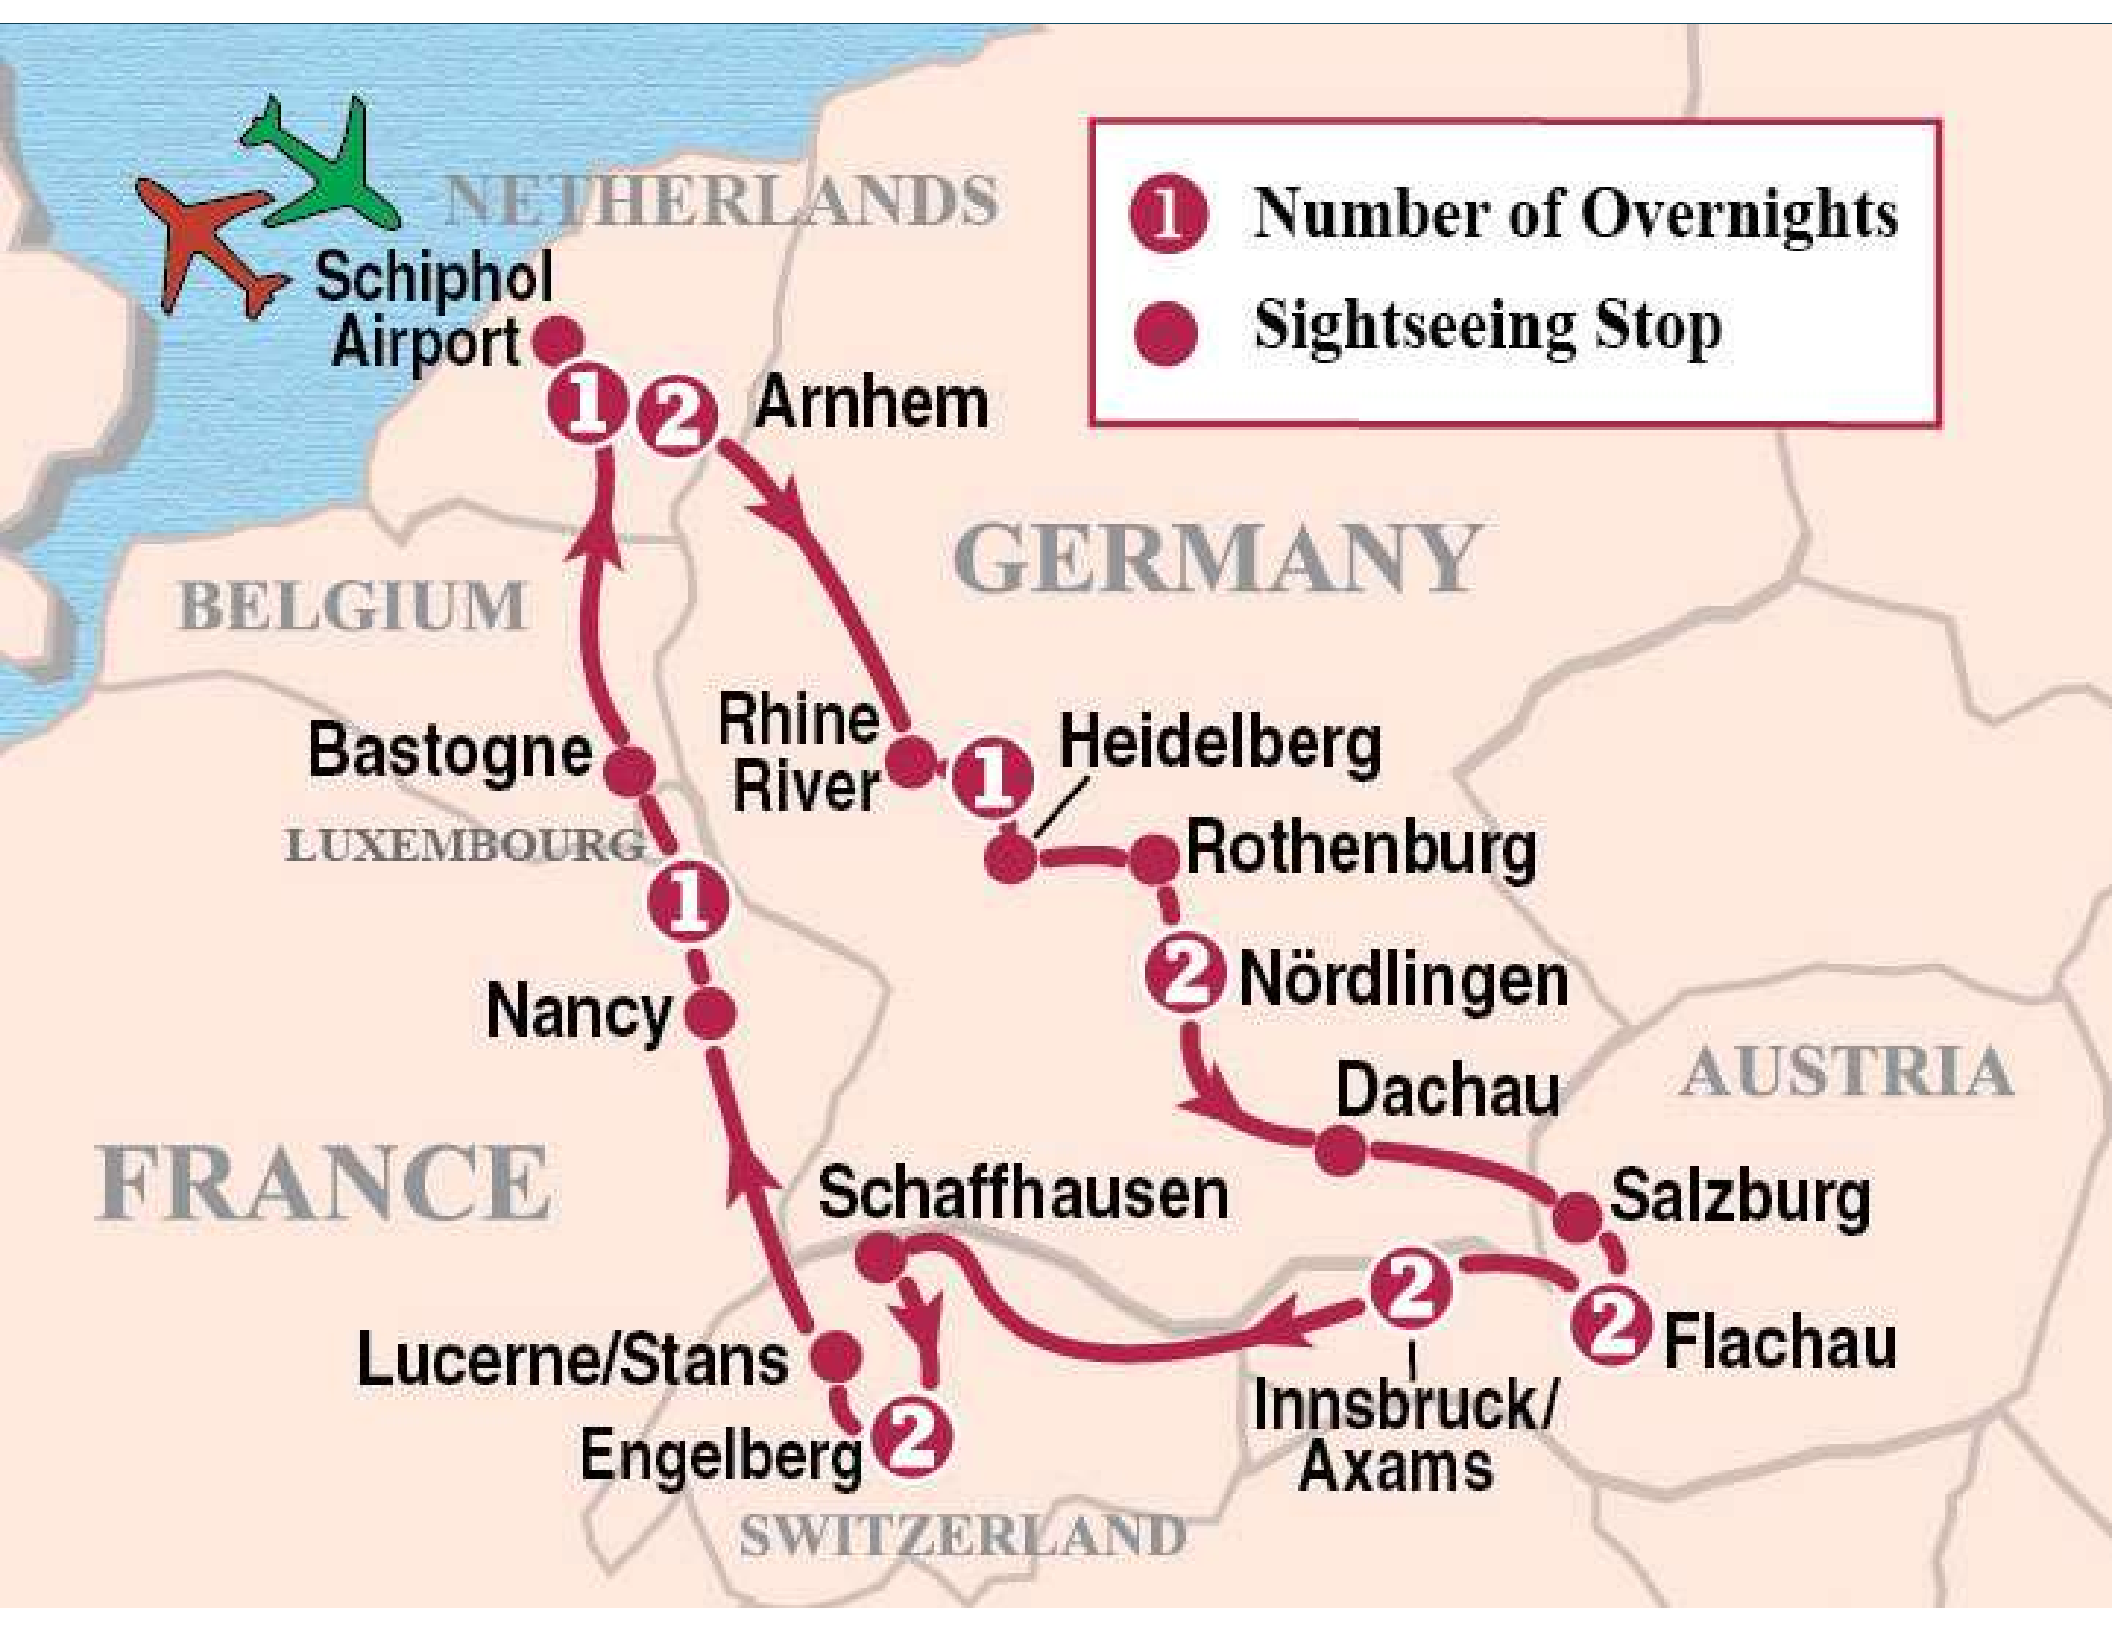 NETHERLANDS
1 Number of Overnights
Sightseeing Stop
Schiphol
Airport
1 2 Arnhem
GERMANY
BELGIUM
Rhine
River
1
Heidelberg
Bastogne
LUXEMBOURG
Rothenburg
1
2 Nördlingen
Nancy
AUSTRIA
Dachau
FRANCE
Schaffhausen
Salzburg
2
2 Flachau
Lucerne/Stans
Innsbruck/
Axams
Engelberg 2
SWITZERLAND